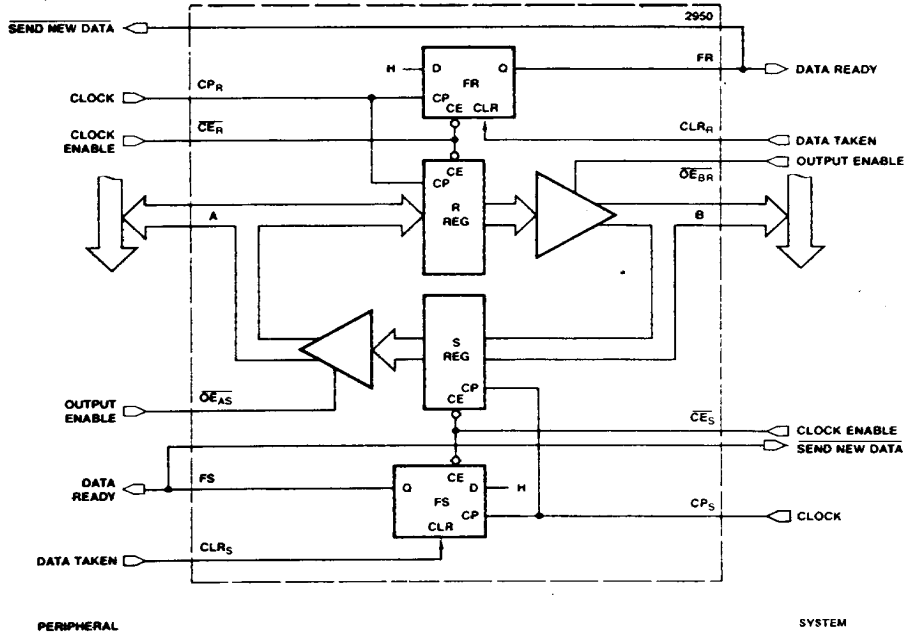 2950
SEND NEW DATA
FR
DATA READY
H
D
Q
FR
CP
CE
CLR
CLOCK
CP_R
CLOCK
ENABLE
CE_R
CLR_R
DATA TAKEN
OUTPUT ENABLE
OE_BR
CE
CP
R
REG
A
B
S
REG
CP
CE
OUTPUT
ENABLE
OE_AS
CE_S
CLOCK ENABLE
SEND NEW DATA
DATA
READY
FS
Q
CE
D
H
FS
CP
CLR
CP_S
CLOCK
DATA TAKEN
CLR_S
PERIPHERAL
SYSTEM